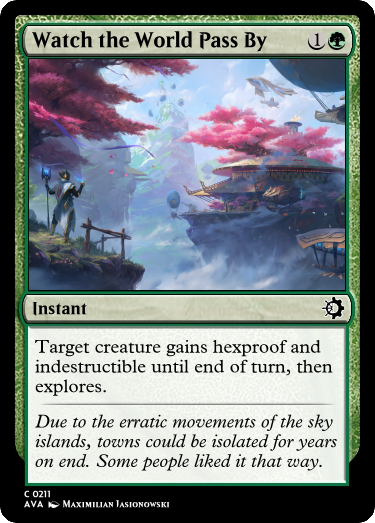 Watch the World Pass By 1
Instant
Target creature gains hexproof and
indestructible until end of turn, then
explores.
Due to the erratic movements of the sky
islands, towns could be isolated for years
on end. Some people liked it that way.
C 0211
AVA Maximilian Jasionowski